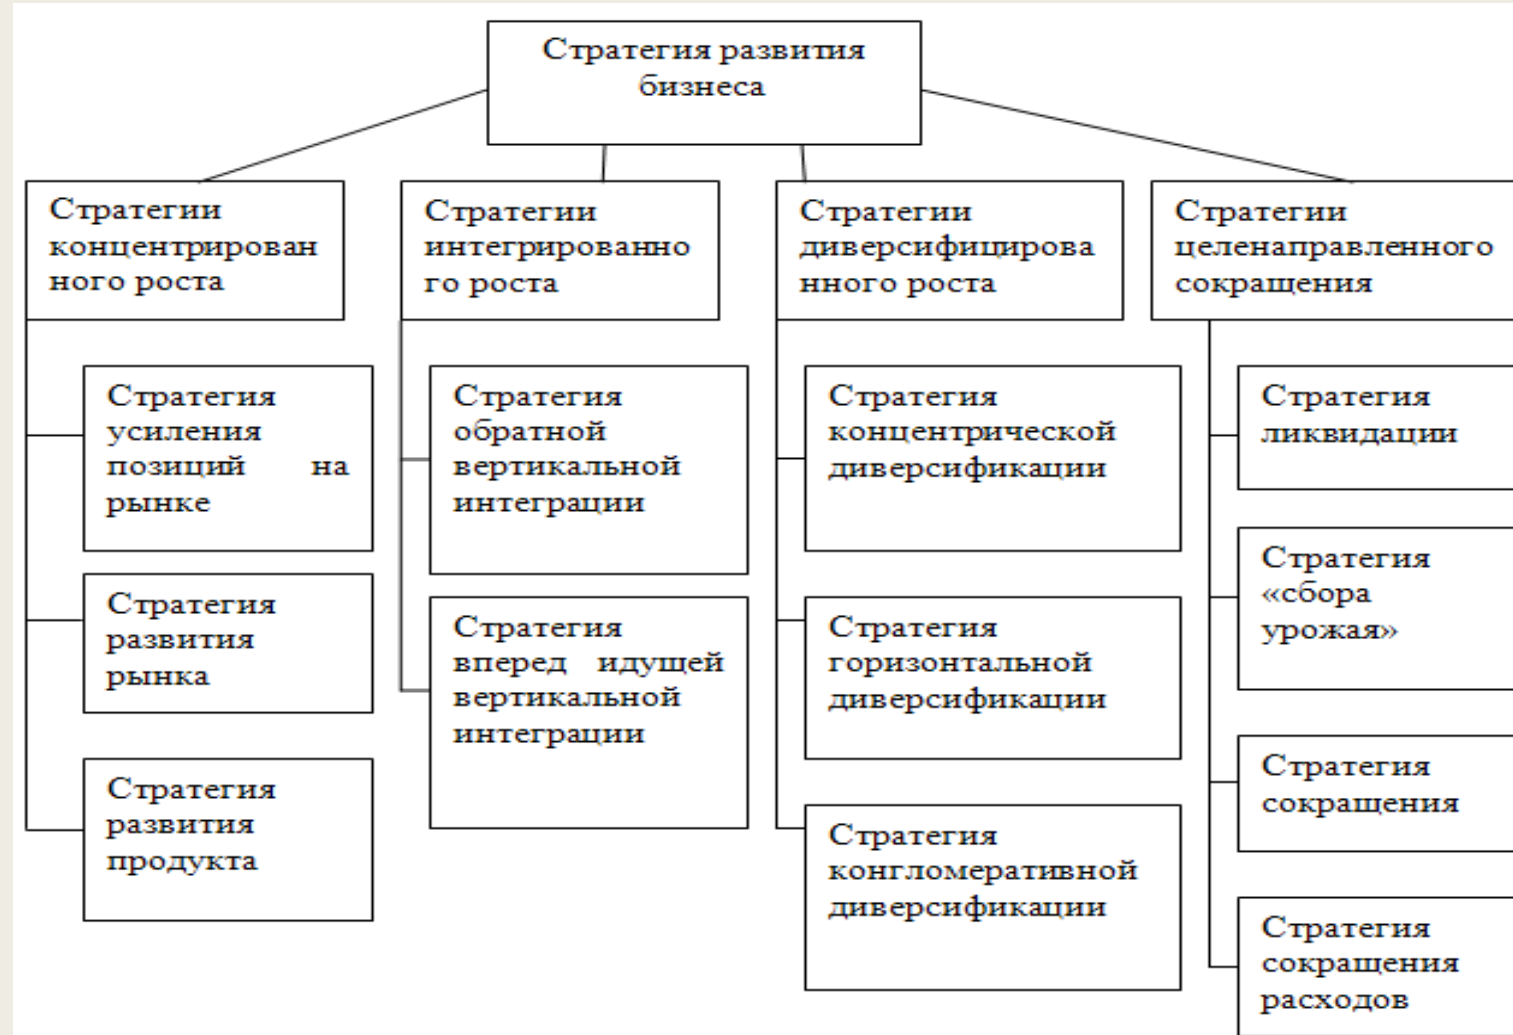 Стратегия развития
бизнеса
Стратегии
концентрирован
ного роста
Стратегия
усиления
позиций на
рынке
Стратегия
развития
рынка
Стратегия
развития
продукта
Стратегии
интегрированно
го роста
Стратегия
обратной
вертикальной
интеграции
Стратегия
вперед идущей
вертикальной
интеграции
Стратегии
диверсифицирова
нного роста
Стратегия
концентрической
диверсификации
Стратегия
горизонтальной
диверсификации
Стратегия
конгломеративной
диверсификации
Стратегии
целенаправленного
сокращения
Стратегия
ликвидации
Стратегия
«сбора
урожая»
Стратегия
сокращения
Стратегия
сокращения
расходов